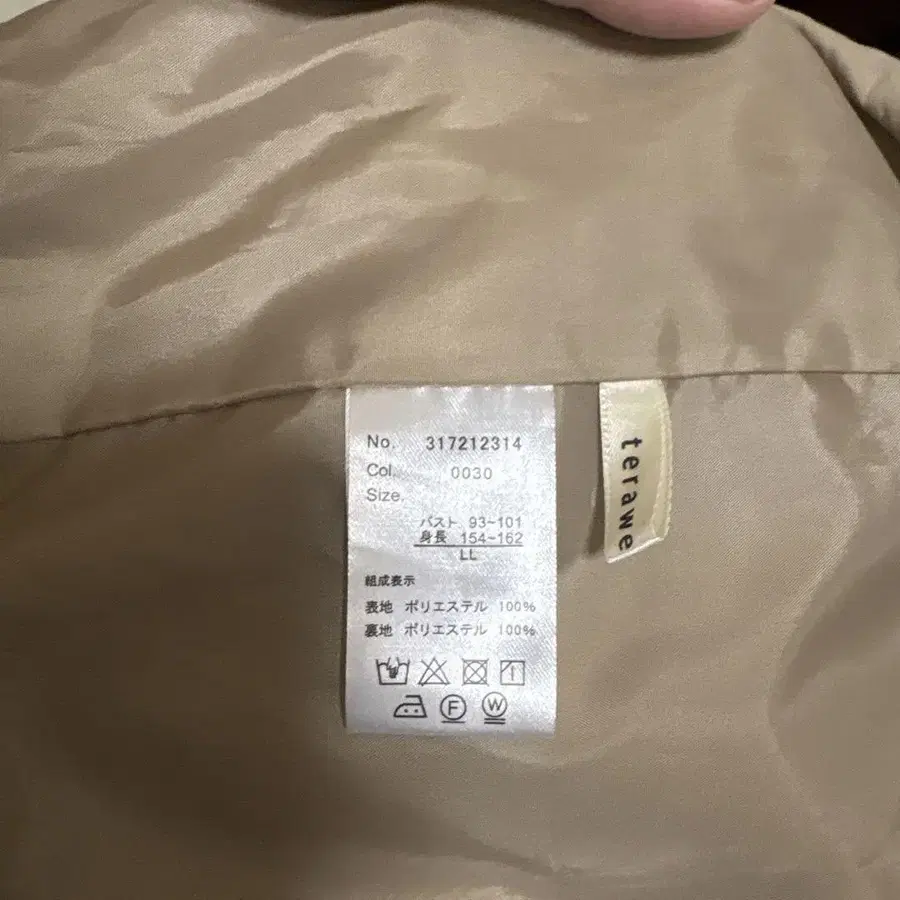 No. 317212314
Col. 0030
Size.
バスト 93~101
身長 154~162
LL
組成表示
表地 ポリエステル 100%
裏地 ポリエステル 100%
F W
terawe